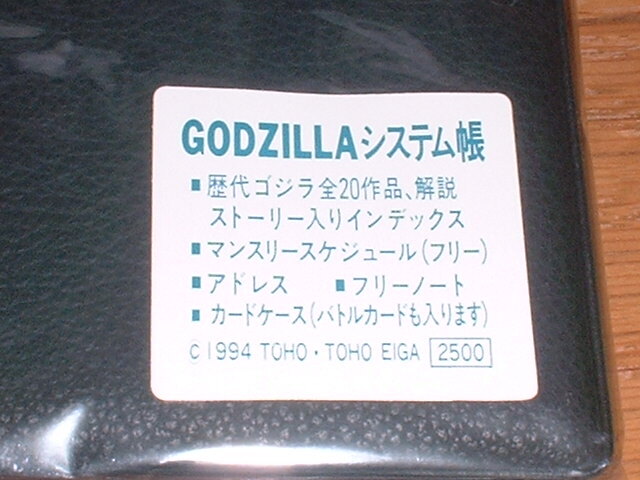 GODZILLAシステム帳
■歴代ゴジラ全20作品、解説
ストーリー入りインデックス
■マンスリースケジュール(フリー)
■アドレス ■フリーノート
■カードケース(バトルカードも入ります)
©1994 TOHO・TOHO EIGA 2500